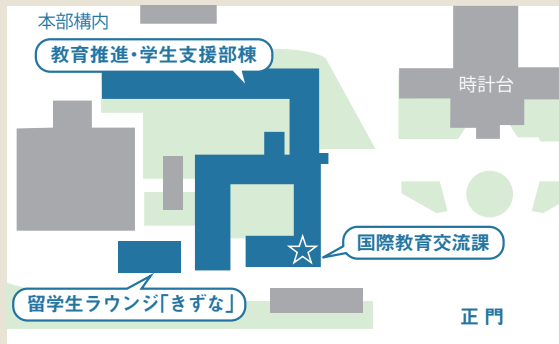 本部構内
教育推進・学生支援部棟
時計台
国際教育交流課
留学生ラウンジ「きずな」
正門